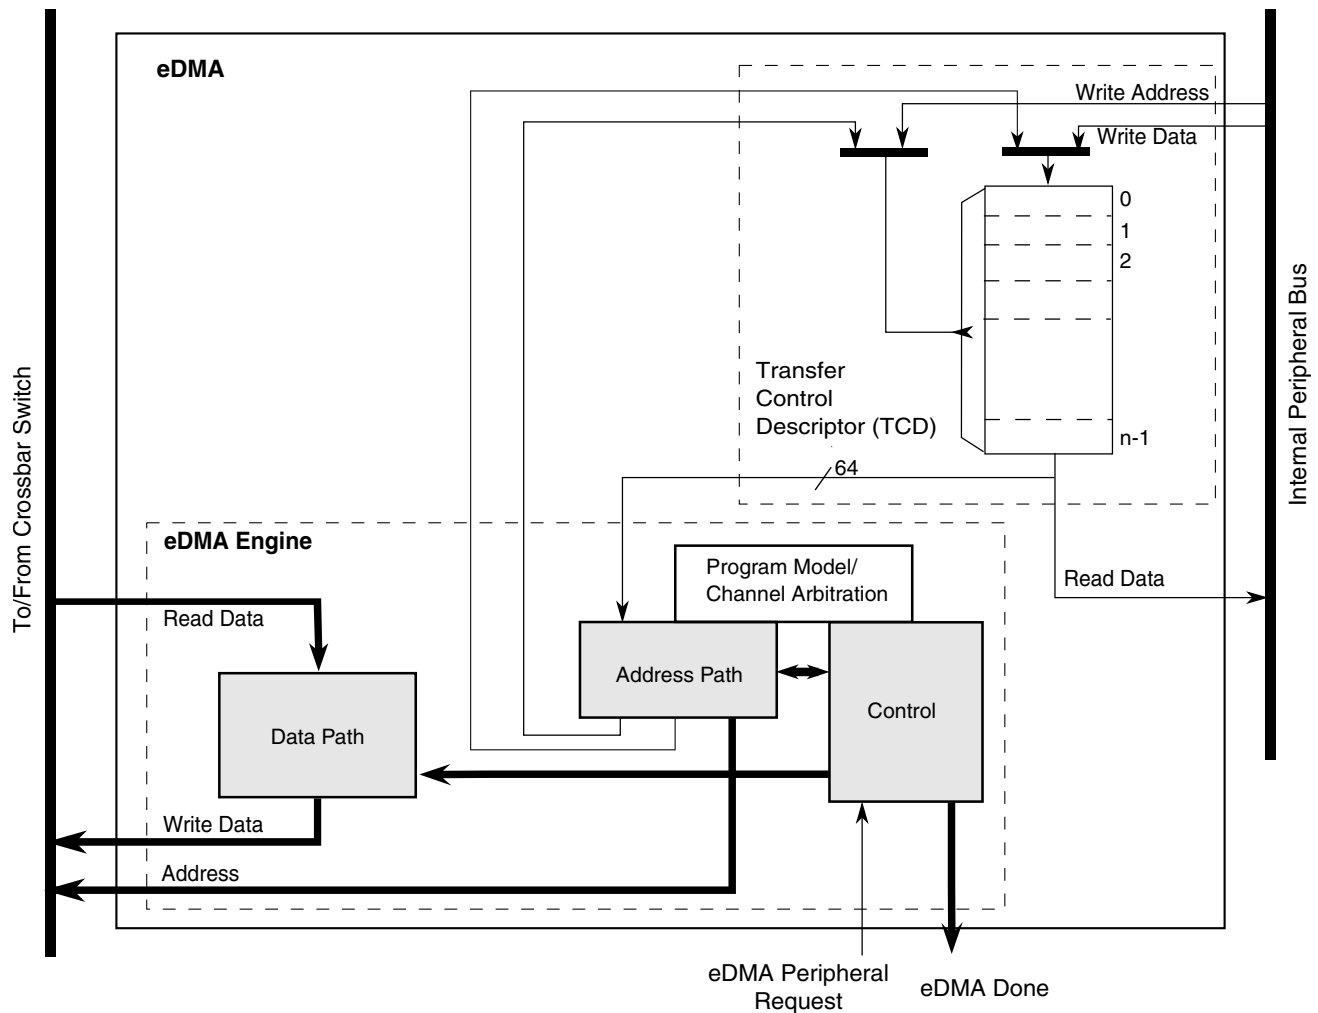 eDMA
Write Address
Write Data
0
1
2
n-1
Transfer
Control
Descriptor (TCD)
64
To/From Crossbar Switch
Internal Peripheral Bus
eDMA Engine
Program Model/
Channel Arbitration
Read Data
Read Data
Address Path
Control
Data Path
Write Data
Address
eDMA Peripheral
Request
eDMA Done